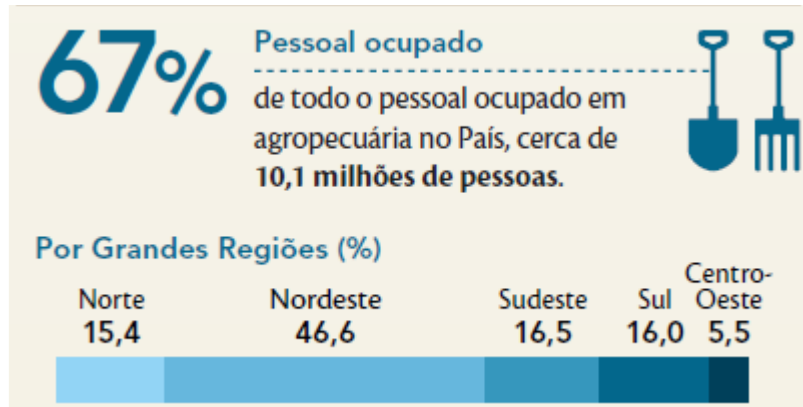 67%
Pessoal ocupado
de todo o pessoal ocupado em
agropecuária no País, cerca de
10,1 milhões de pessoas.
Por Grandes Regiões (%)
Norte Nordeste Sudeste Sul Centro-
Oeste
15,4 46,6 16,5 16,0 5,5